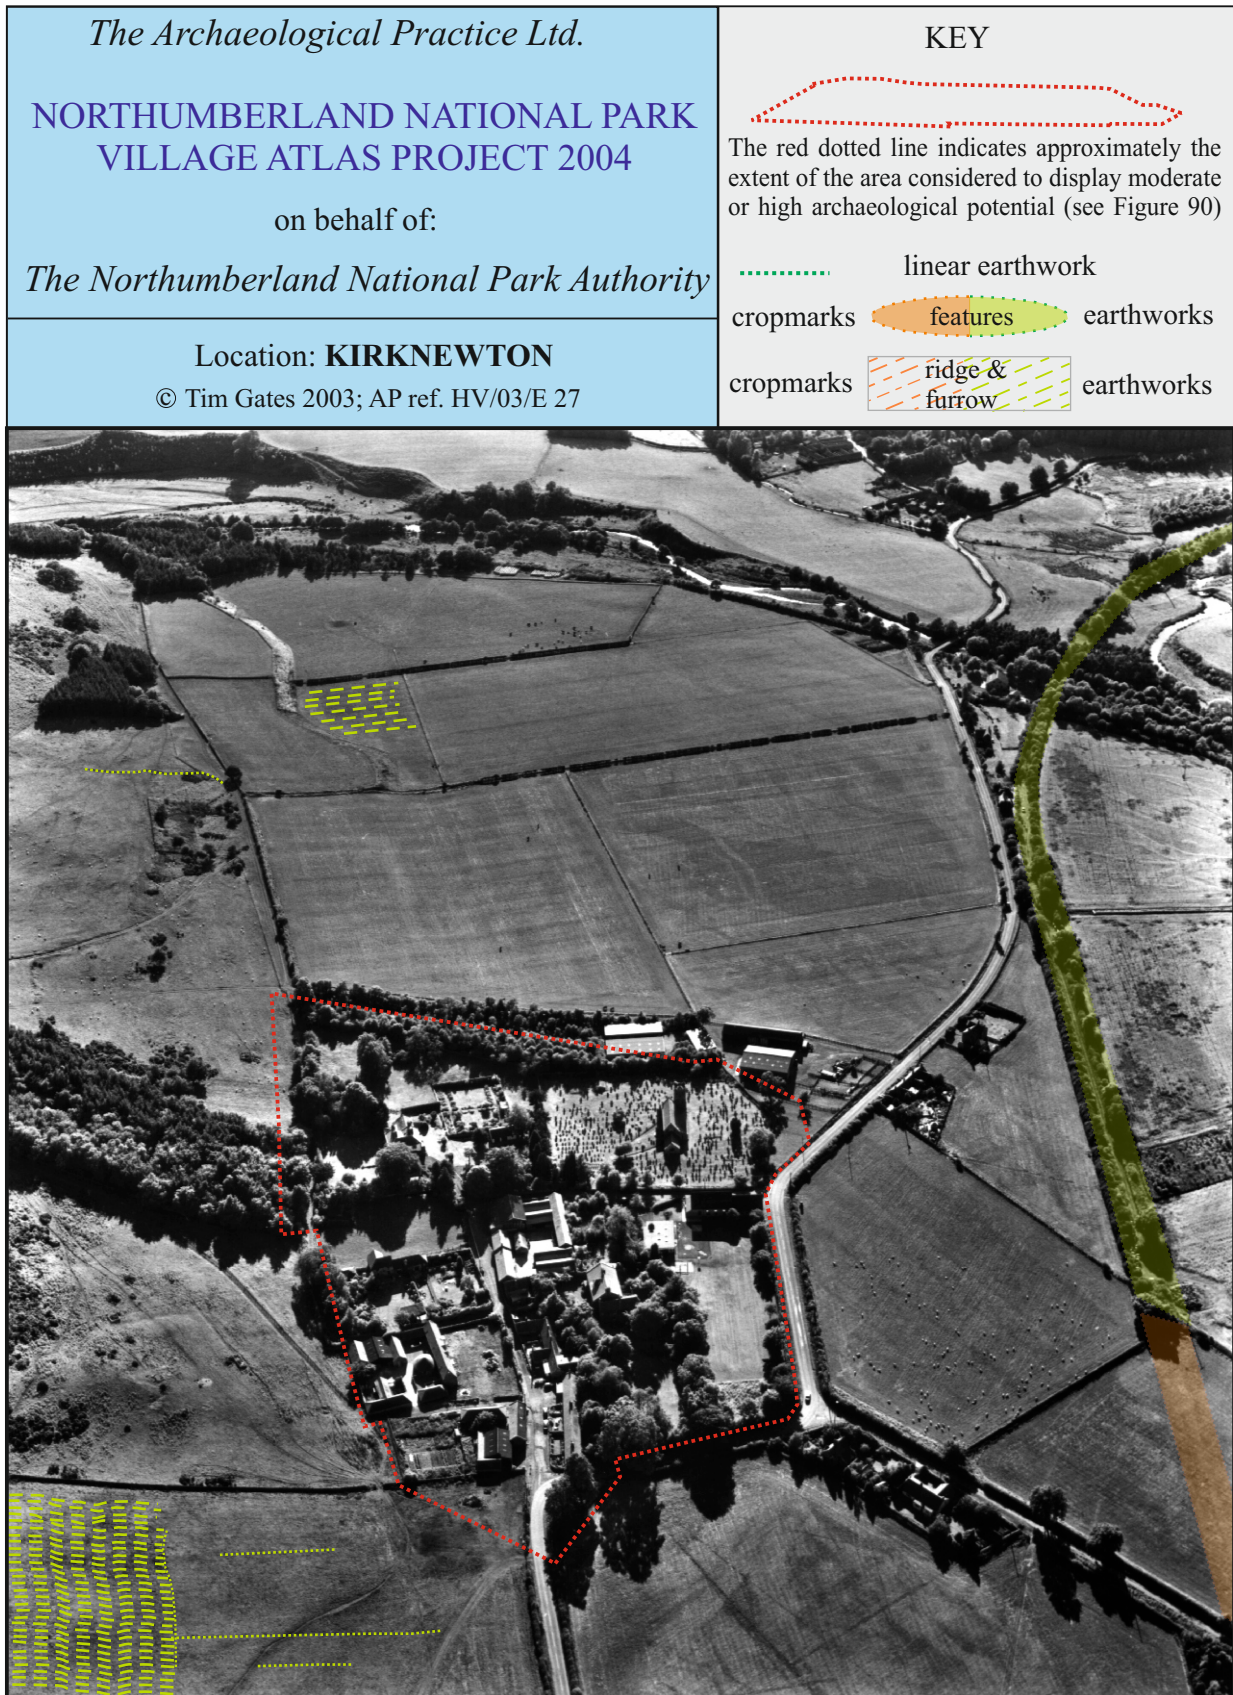 The Archaeological Practice Ltd.
NORTHUMBERLAND NATIONAL PARK
VILLAGE ATLAS PROJECT 2004
on behalf of:
The Northumberland National Park Authority
Location: KIRKNEWTON
© Tim Gates 2003; AP ref. HV/03/E 27
KEY
The red dotted line indicates approximately the
extent of the area considered to display moderate
or high archaeological potential (see Figure 90)
linear earthwork
cropmarks features earthworks
cropmarks ridge & earthworks
furrow